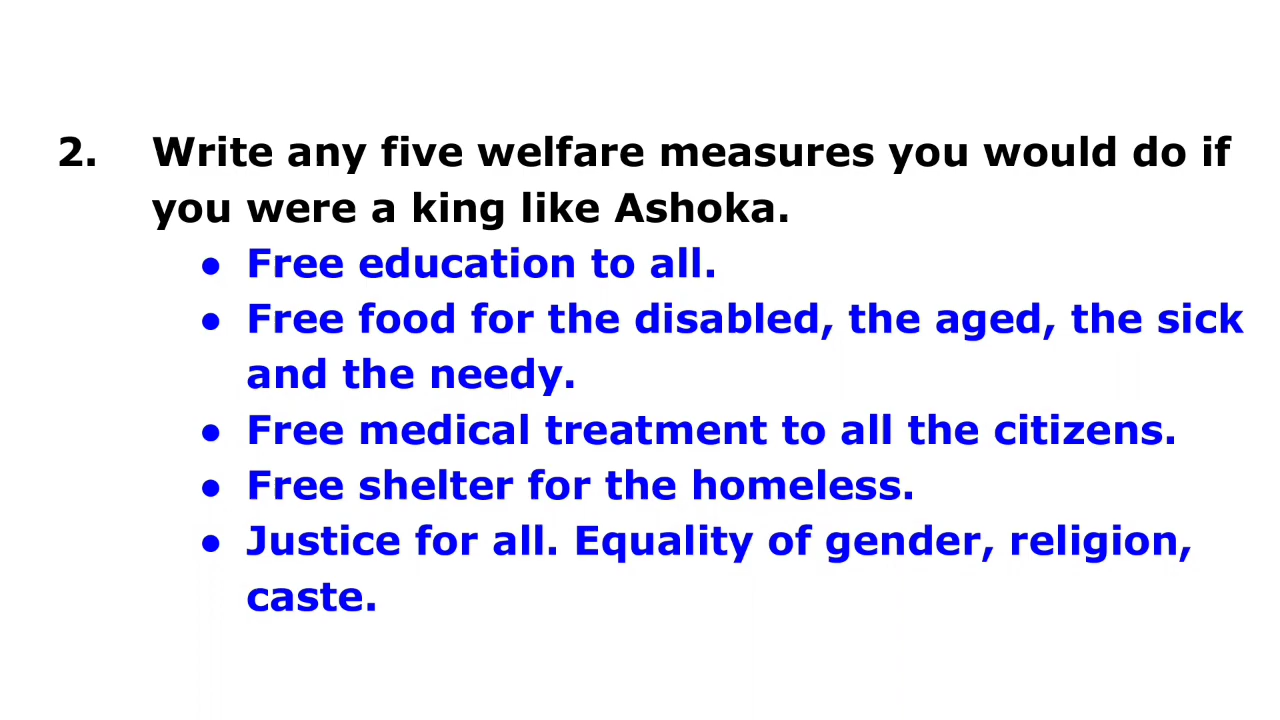 2. Write any five welfare measures you would do if
you were a king like Ashoka.
● Free education to all.
● Free food for the disabled, the aged, the sick
and the needy.
● Free medical treatment to all the citizens.
● Free shelter for the homeless.
● Justice for all. Equality of gender, religion,
caste.